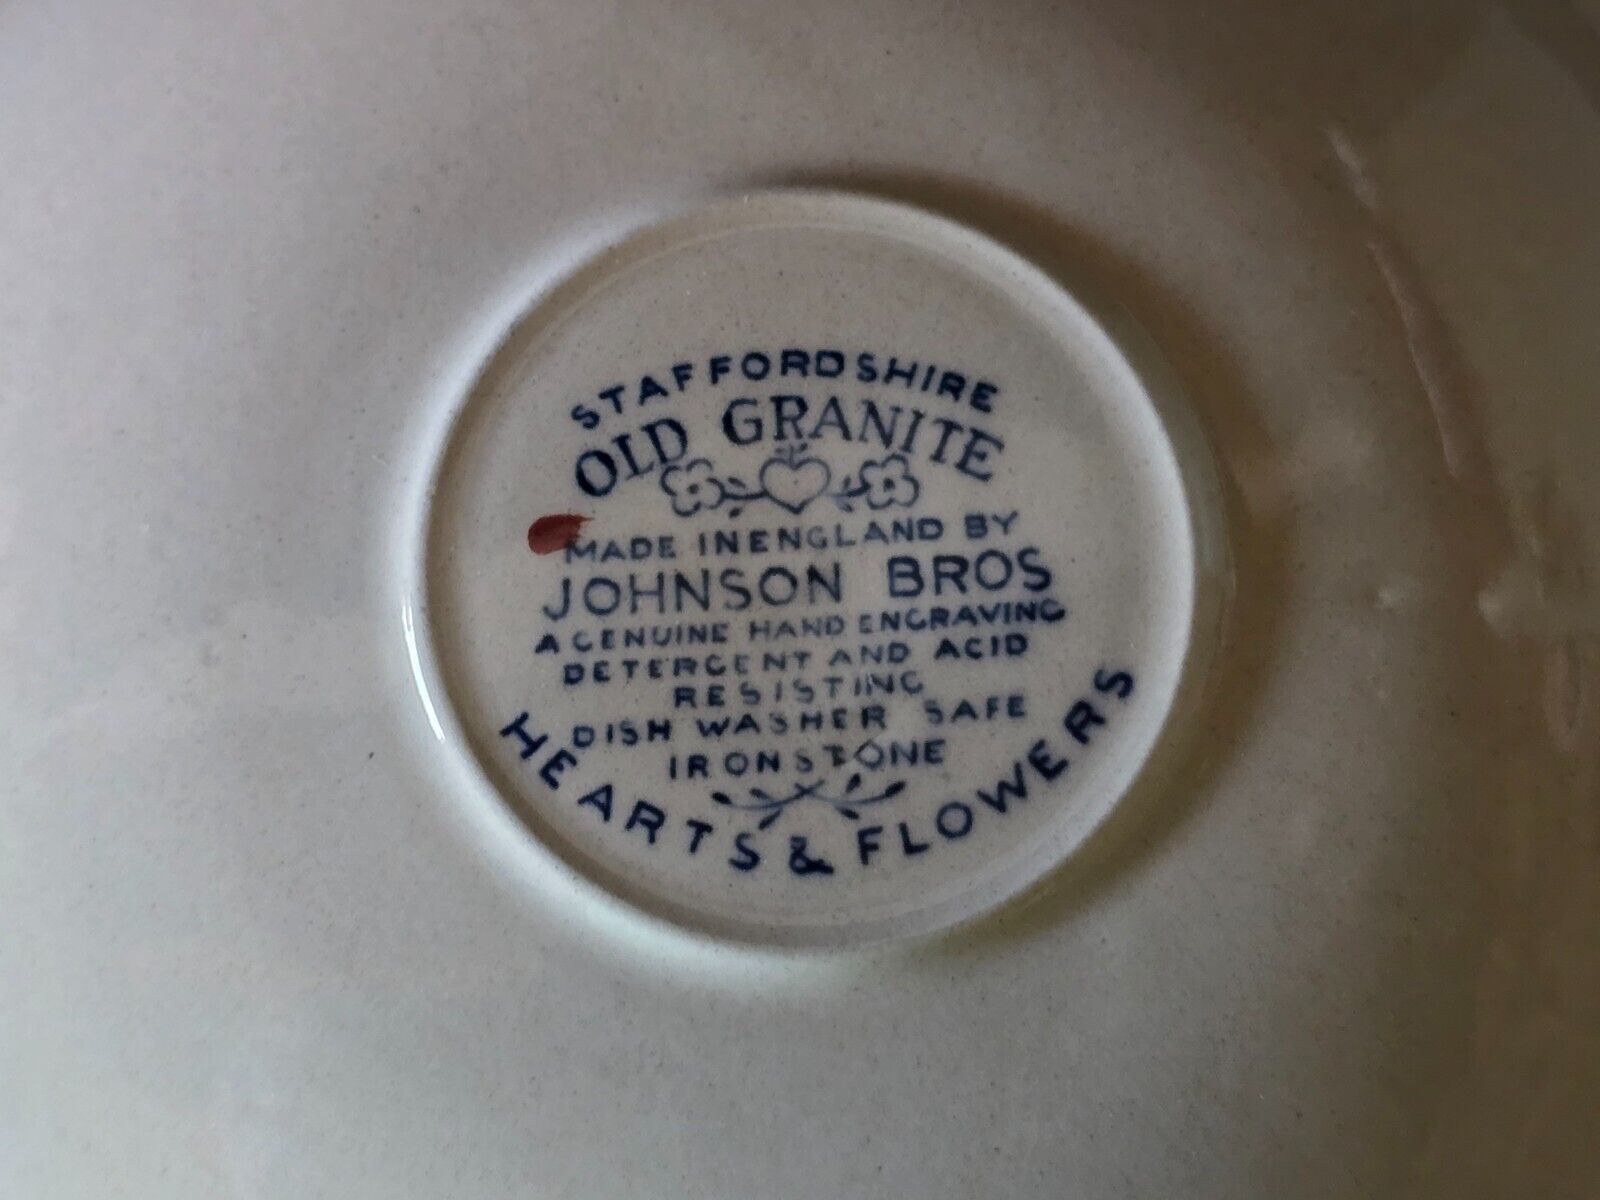 STAFFORDSHIRE
OLD GRANITE
MADE IN ENGLAND BY
JOHNSON BROS
A GENUINE HAND ENGRAVING
DETERGENT AND ACID
RESISTING
DISH WASHER SAFE
IRONSTONE
HEARTS & FLOWERS